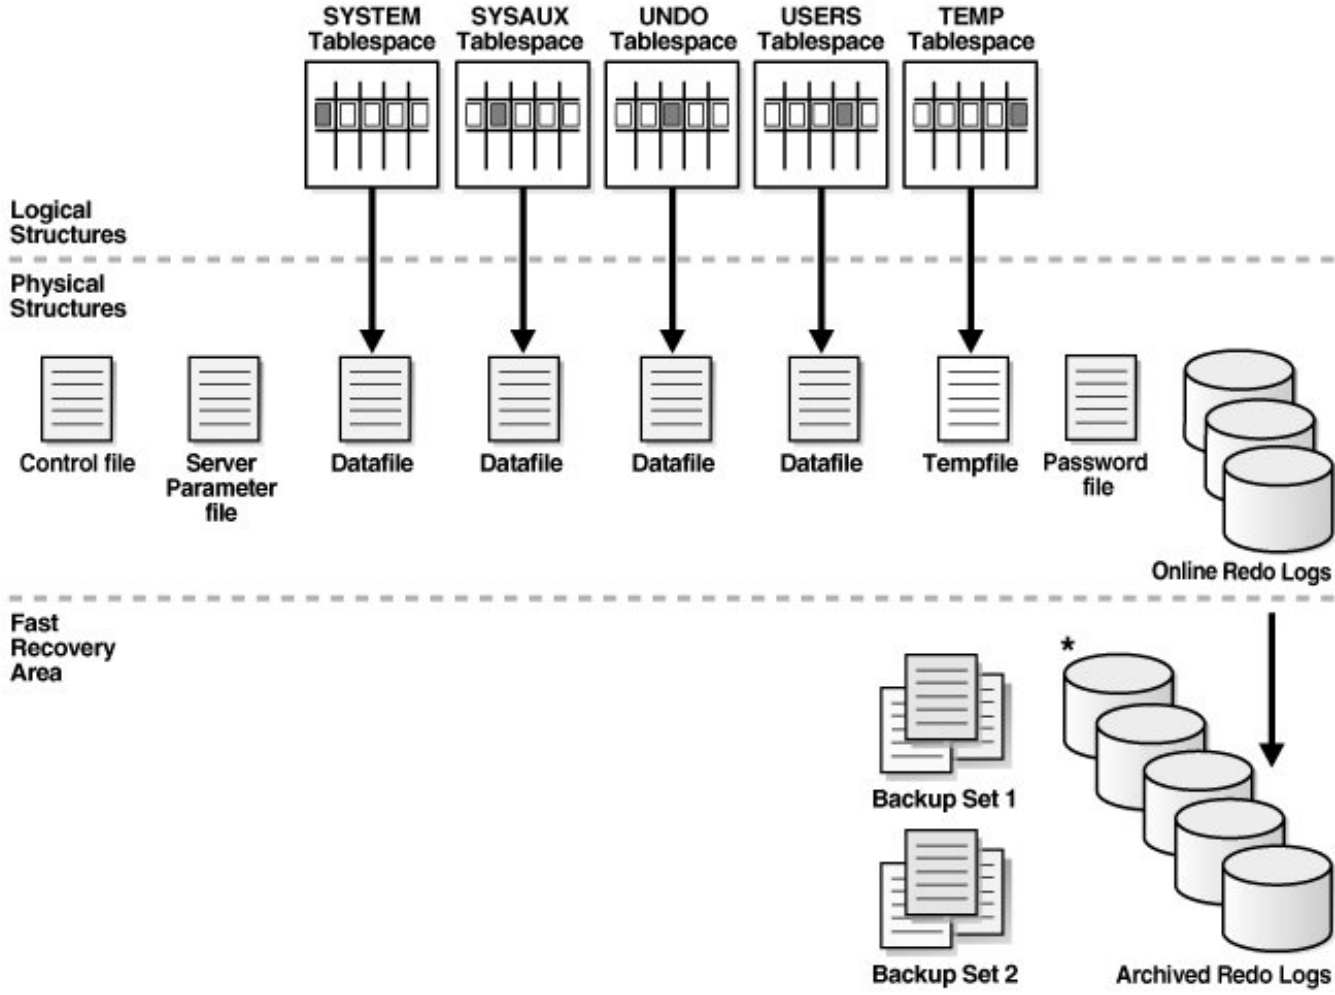 SYSTEM
Tablespace
SYSAUX
Tablespace
UNDO
Tablespace
USERS
Tablespace
TEMP
Tablespace
Logical
Structures
Physical
Structures
Control file
Server
Parameter
file
Datafile
Datafile
Datafile
Datafile
Tempfile
Password
file
Online Redo Logs
Fast
Recovery
Area
*
Backup Set 1
Backup Set 2
Archived Redo Logs